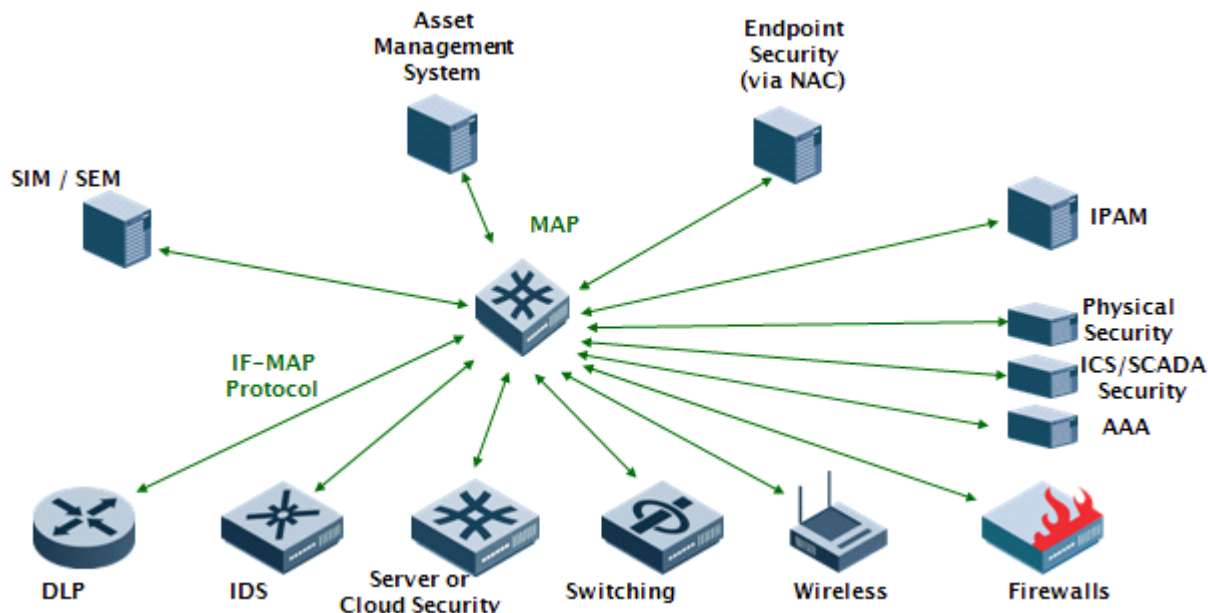 Asset
Management
System
Endpoint
Security
(via NAC)
SIM / SEM
MAP
IPAM
Physical
Security
ICS/SCADA
Security
AAA
IF-MAP
Protocol
DLP
IDS
Server or
Cloud Security
Switching
Wireless
Firewalls